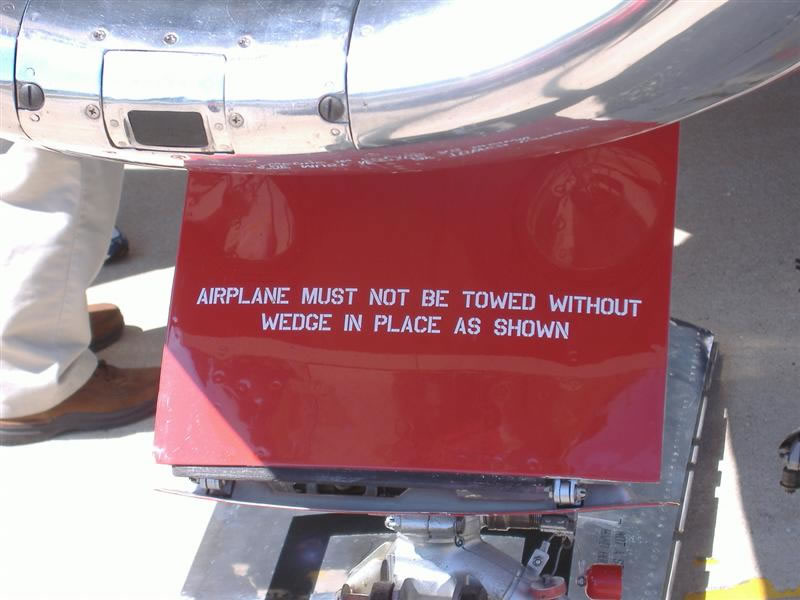 AIRPLANE MUST NOT BE TOWED WITHOUT
WEDGE IN PLACE AS SHOWN